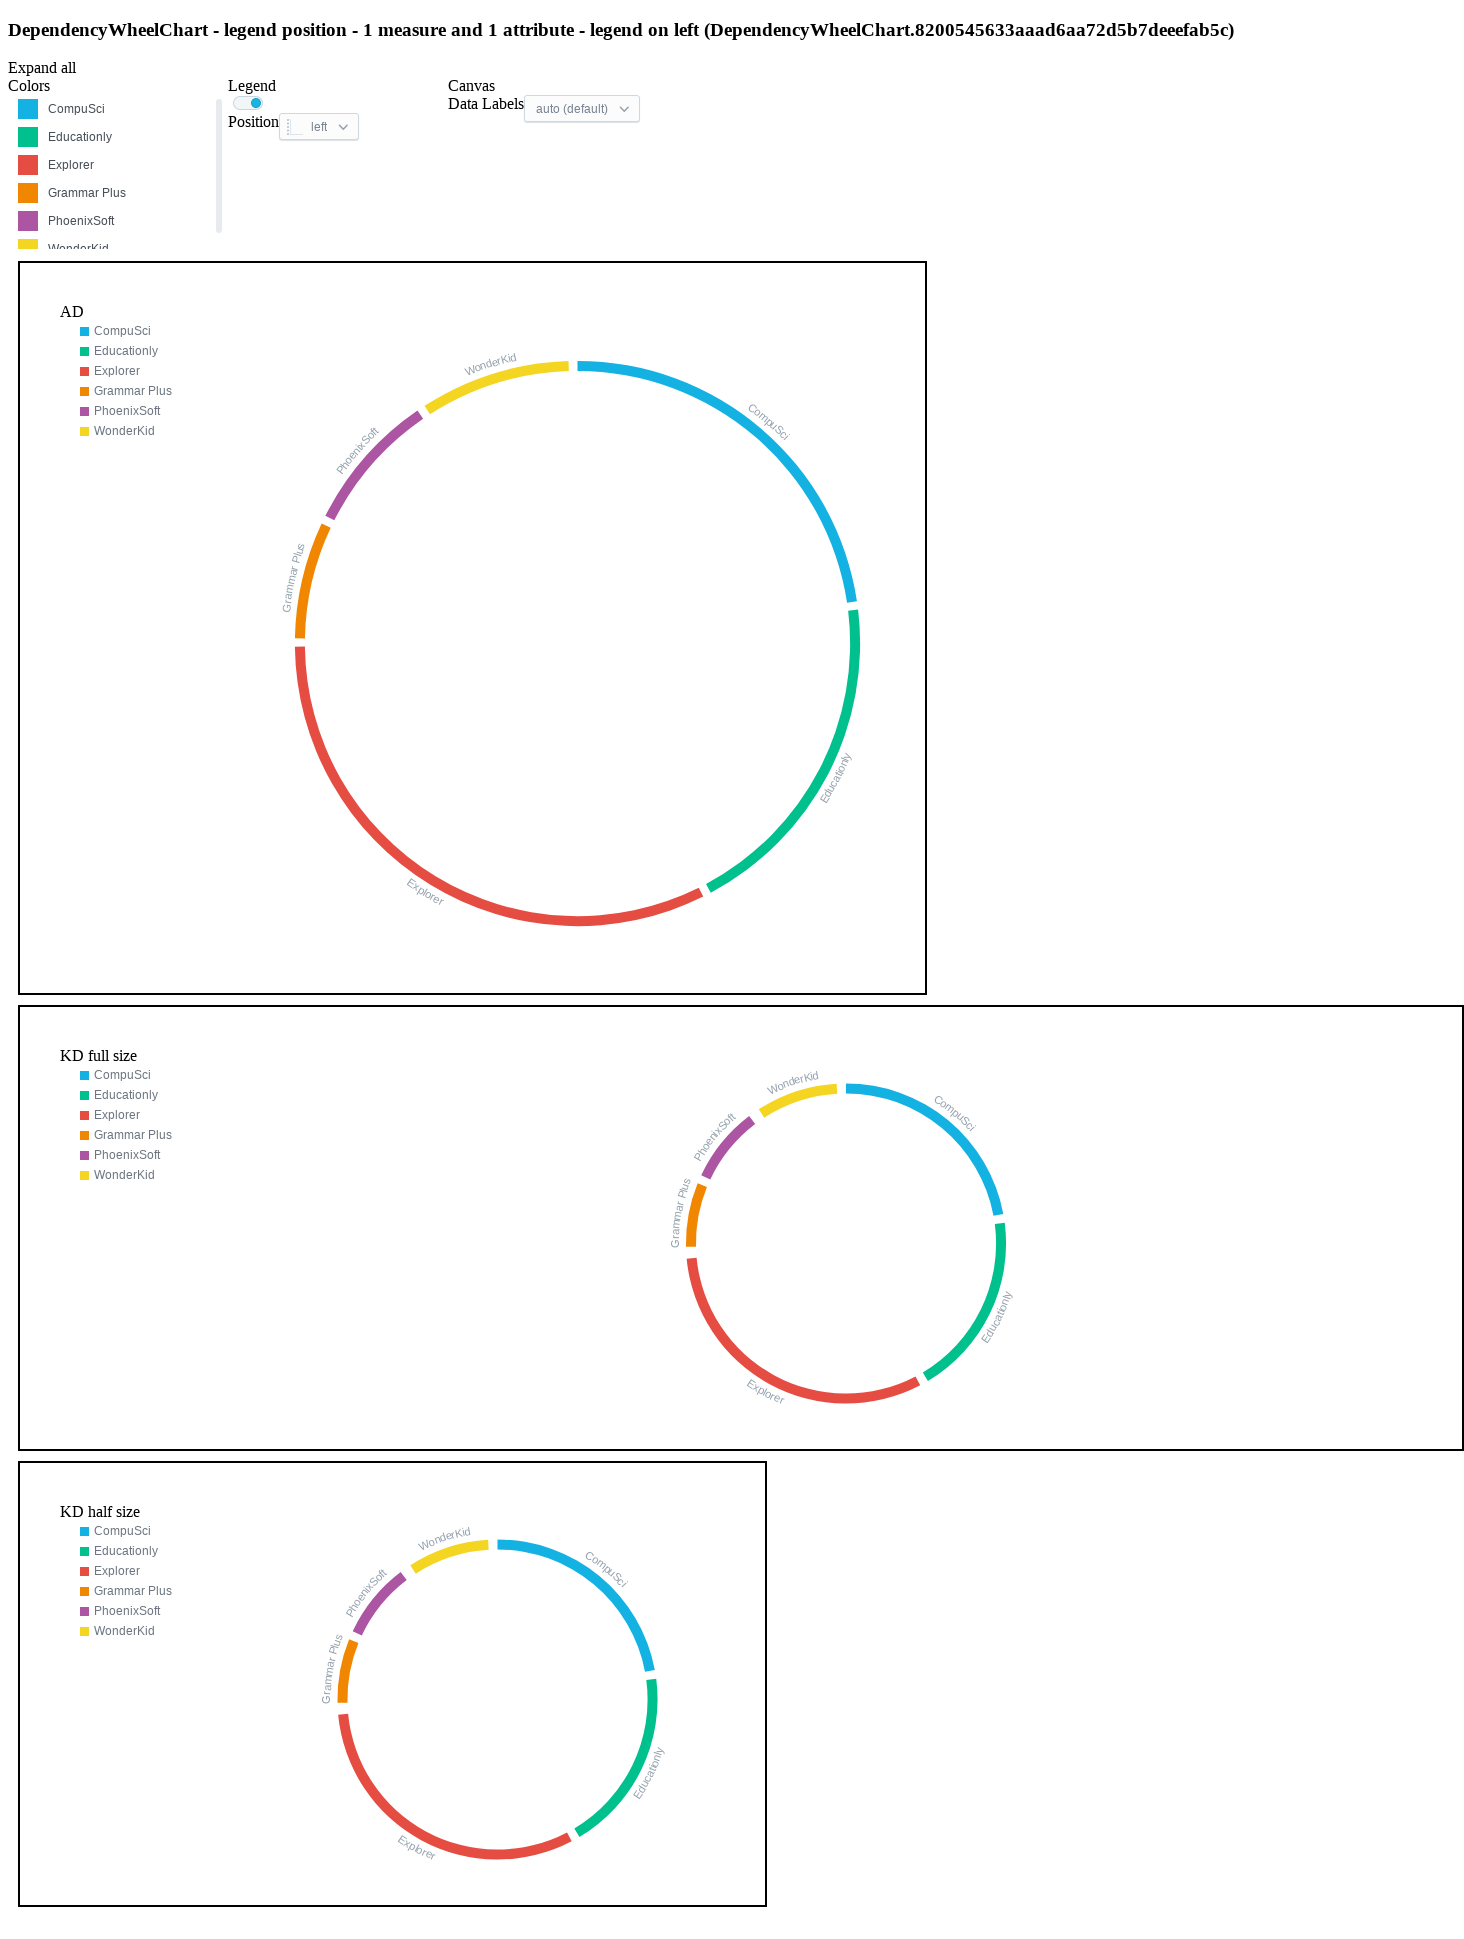 DependencyWheelChart - legend position - 1 measure and 1 attribute - legend on left (DependencyWheelChart.8200545633aaad6aa72d5b7deeefab5c)
Expand all
Colors
CompuSci
Educationly
Explorer
Grammar Plus
PhoenixSoft
WonderKid
Legend
Position left
Canvas
Data Labels auto (default)
AD
CompuSci
Educationly
Explorer
Grammar Plus
PhoenixSoft
WonderKid
WonderKid
CompuSci
PhoenixSoft
Grammar Plus
Educationly
Explorer
KD full size
CompuSci
Educationly
Explorer
Grammar Plus
PhoenixSoft
WonderKid
WonderKid
CompuSci
PhoenixSoft
Grammar Plus
Educationly
Explorer
KD half size
CompuSci
Educationly
Explorer
Grammar Plus
PhoenixSoft
WonderKid
WonderKid
CompuSci
PhoenixSoft
Grammar Plus
Educationly
Explorer